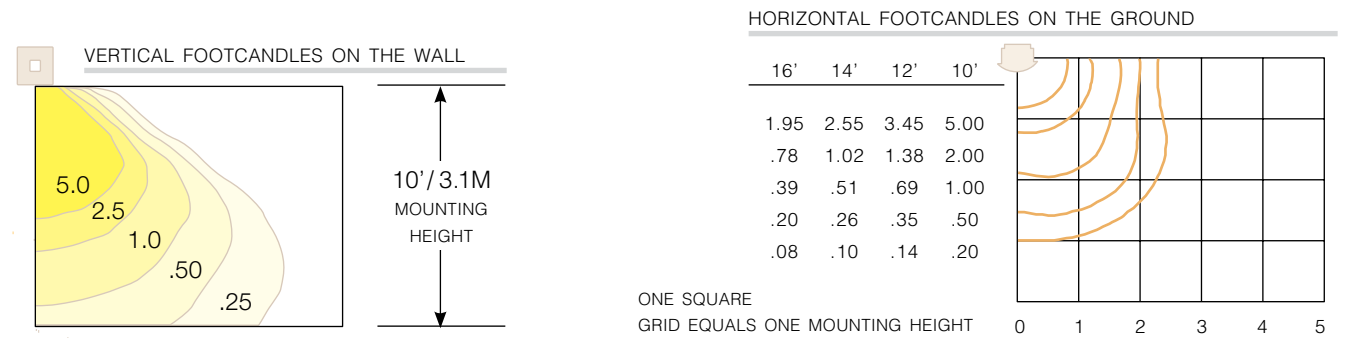 VERTICAL FOOTCANDLES ON THE WALL
5.0
2.5
1.0
.50
.25
10'/3.1M
MOUNTING
HEIGHT
HORIZONTAL FOOTCANDLES ON THE GROUND
16' 14' 12' 10'
1.95 2.55 3.45 5.00
.78 1.02 1.38 2.00
.39 .51 .69 1.00
.20 .26 .35 .50
.08 .10 .14 .20
ONE SQUARE
GRID EQUALS ONE MOUNTING HEIGHT
0 1 2 3 4 5